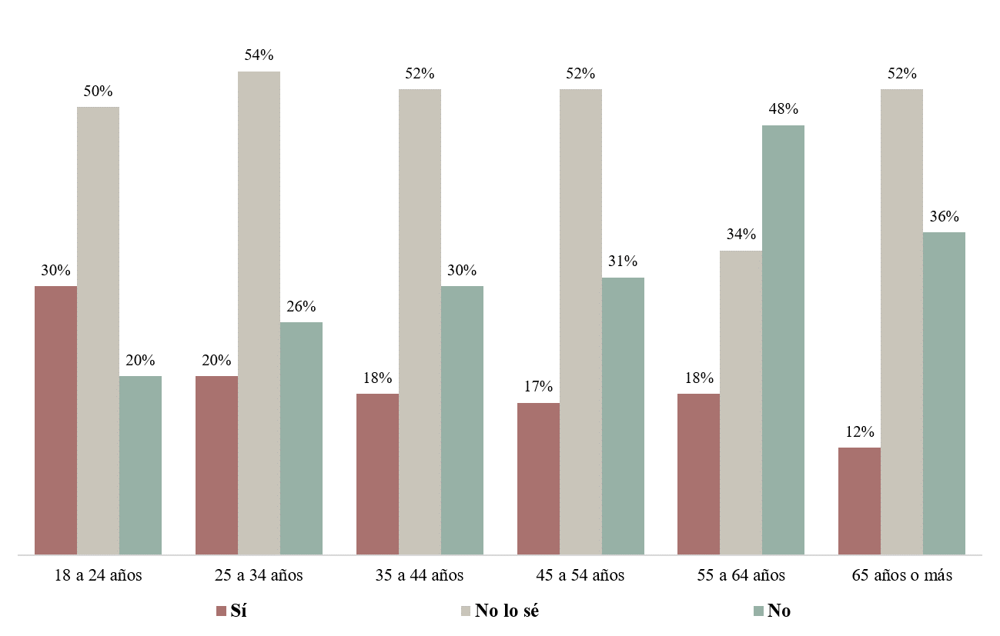 54%
52%
52%
52%
50%
48%
36%
34%
30%
30%
31%
26%
20%
20%
18%
17%
18%
12%
18 a 24 años
25 a 34 años
35 a 44 años
45 a 54 años
55 a 64 años
65 años o más
Sí
No lo sé
No